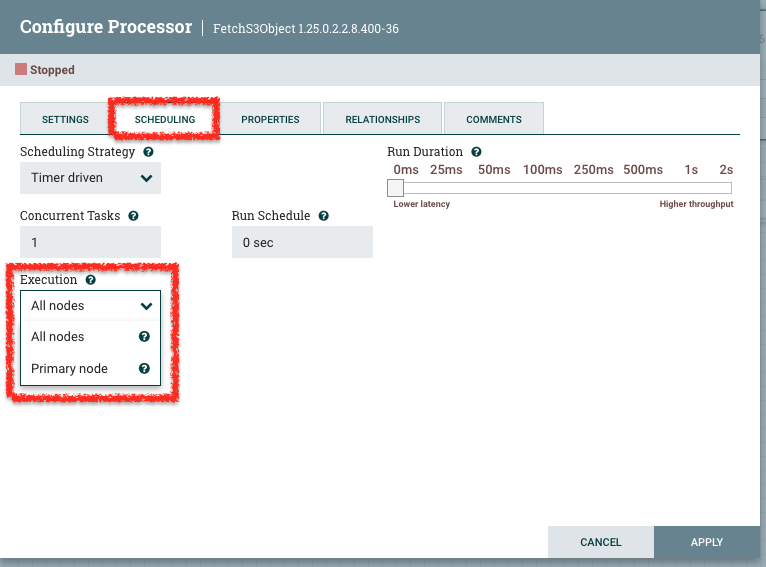 Configure Processor | FetchS3Object 1.25.0.2.2.8.400-36
Stopped
SETTINGS SCHEDULING PROPERTIES RELATIONSHIPS COMMENTS
Scheduling Strategy ?
Timer driven
Run Duration ?
0ms 25ms 50ms 100ms 250ms 500ms 1s 2s
Lower latency Higher throughput
Concurrent Tasks ? Run Schedule ?
1 0 sec
Execution ?
All nodes
All nodes ?
Primary node ?
CANCEL APPLY